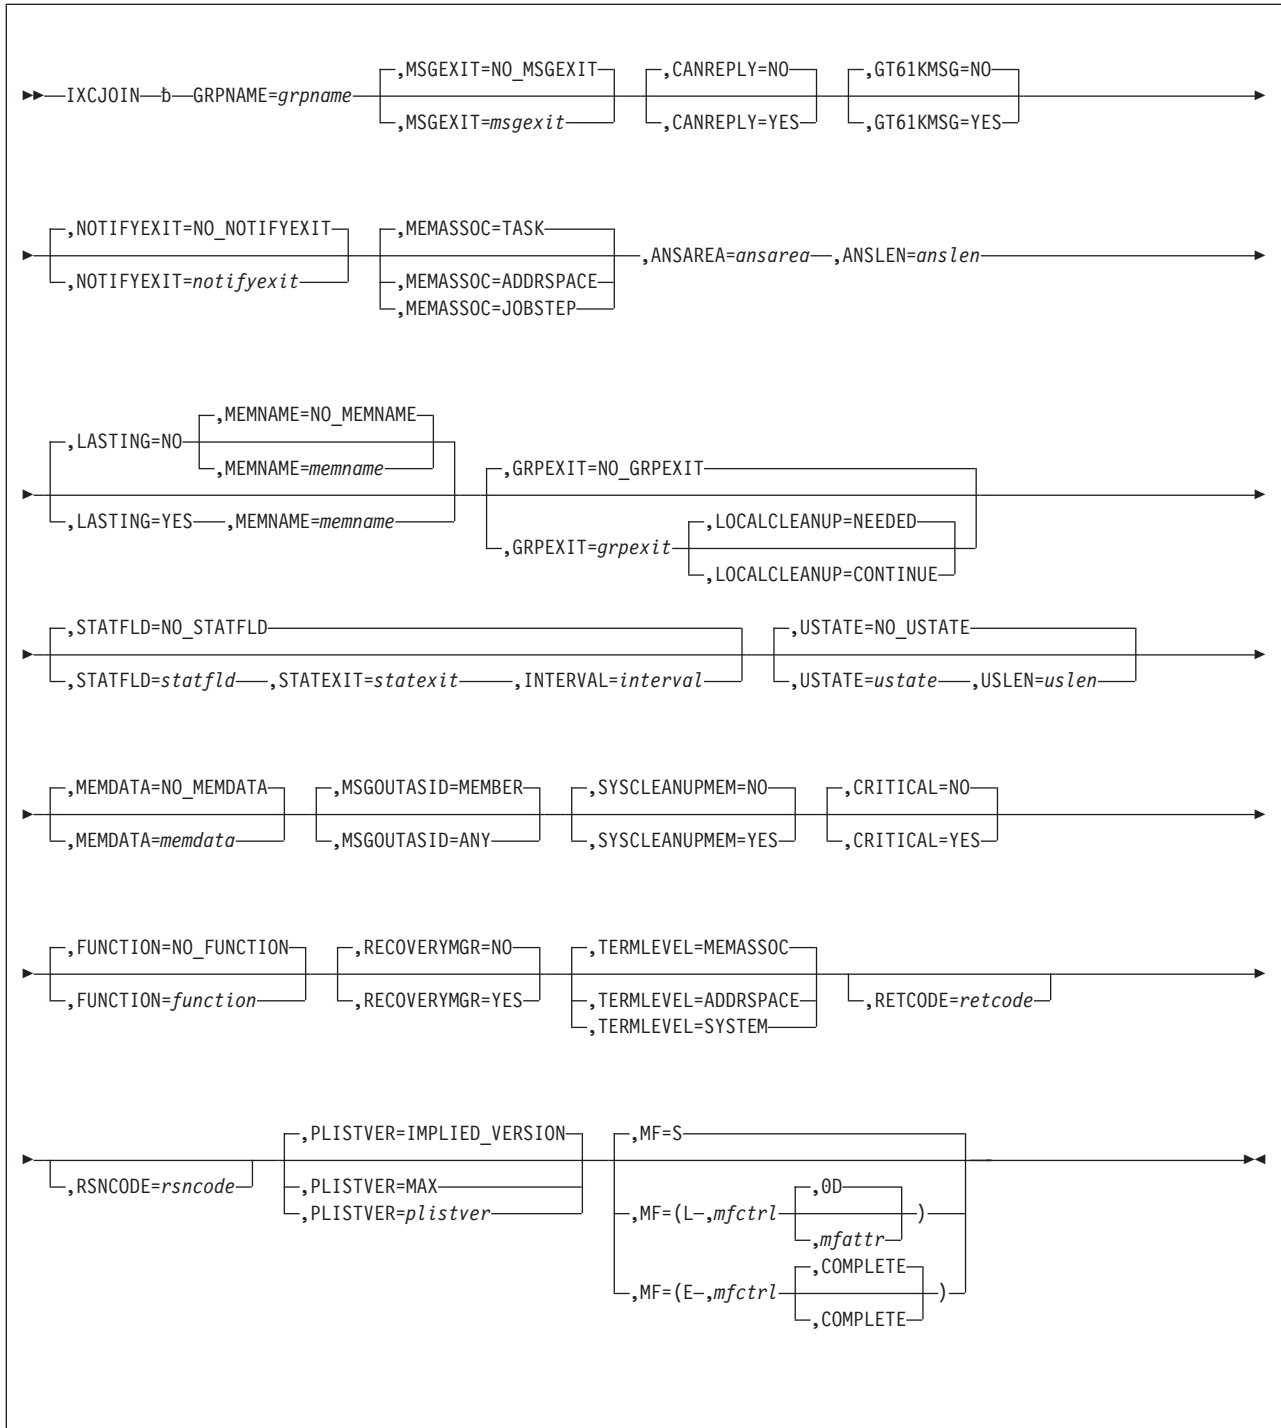 ,MSGEXIT=NO_MSGEXIT ,CANREPLY=NO ,GT61KMSG=NO
IXCJOIN ƀ GRPNAME=grpname
,MSGEXIT=msgexit ,CANREPLY=YES ,GT61KMSG=YES
,NOTIFYEXIT=NO_NOTIFYEXIT ,MEMASSOC=TASK
,ANSAREA=ansarea ,ANSLEN=anslen
,NOTIFYEXIT=notifyexit ,MEMASSOC=ADDRSPACE
,MEMASSOC=JOBSTEP
,MEMNAME=NO_MEMNAME
,LASTING=NO
,MEMNAME=memname ,GRPEXIT=NO_GRPEXIT
,LASTING=YES ,MEMNAME=memname ,LOCALCLEANUP=NEEDED
,GRPEXIT=grpexit
,LOCALCLEANUP=CONTINUE
,STATFLD=NO_STATFLD ,USTATE=NO_USTATE
,STATFLD=statfld ,STATEXIT=statexit ,INTERVAL=interval ,USTATE=ustate ,USLEN=uslen
,MEMDATA=NO_MEMDATA ,MSGOUTASID=MEMBER ,SYSCLEANUPMEM=NO ,CRITICAL=NO
,MEMDATA=memdata ,MSGOUTASID=ANY ,SYSCLEANUPMEM=YES ,CRITICAL=YES
,FUNCTION=NO_FUNCTION ,RECOVERYMGR=NO ,TERMLEVEL=MEMASSOC
,FUNCTION=function ,RECOVERYMGR=YES ,TERMLEVEL=ADDRSPACE ,RETCODE=retcode
,TERMLEVEL=SYSTEM
,PLISTVER=IMPLIED_VERSION ,MF=S
,RSNCODE=rsncode ,PLISTVER=MAX ,0D
,PLISTVER=plistver ,MF=(L ,mfctrl )
,mfattr
,COMPLETE
,MF=(E ,mfctrl )
,COMPLETE